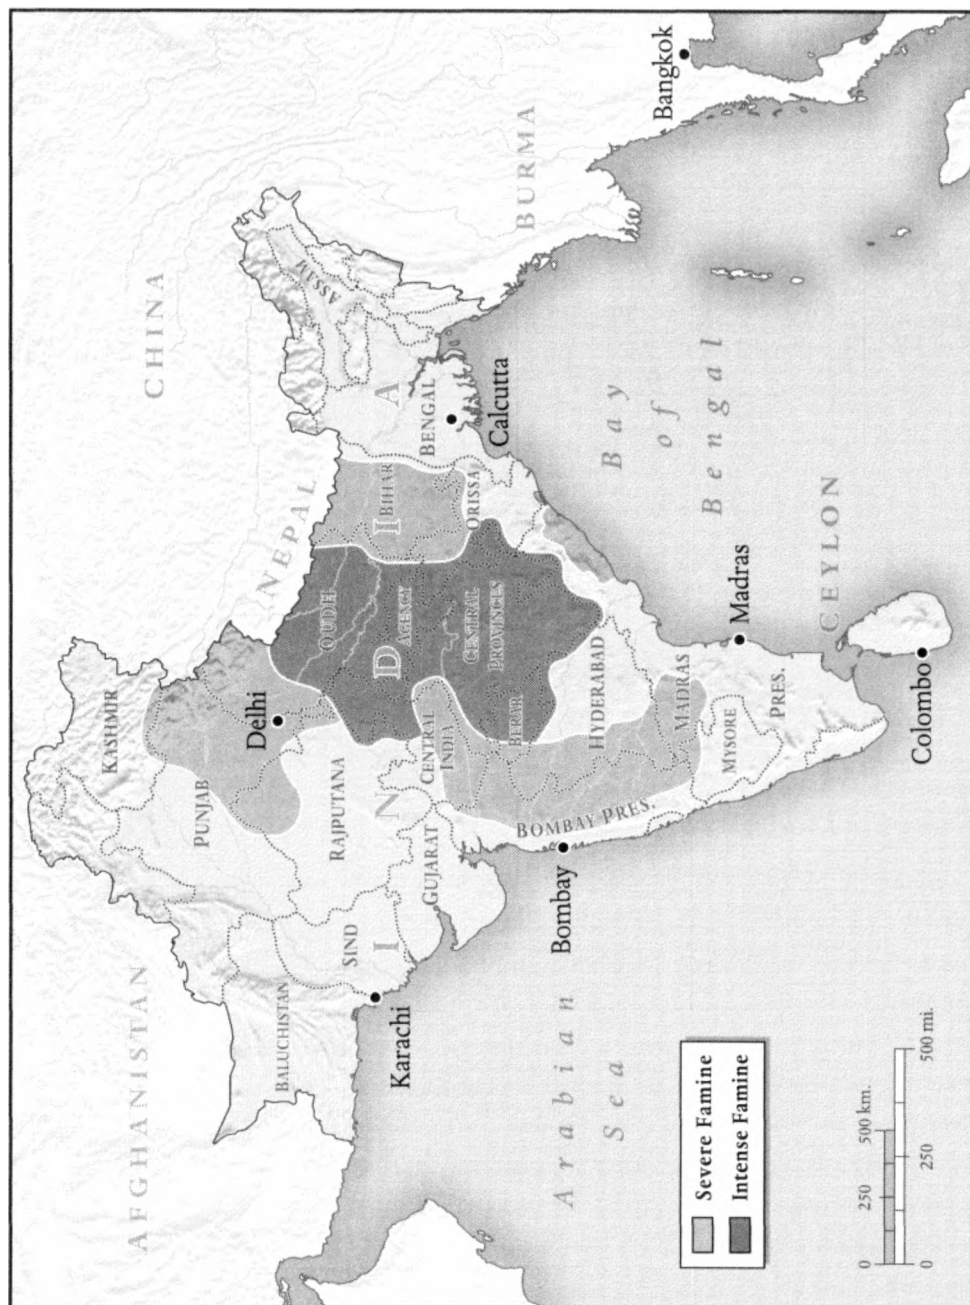 AFGHANISTAN
CHINA
KASHMIR
PUNJAB
Delhi
NEPAL
BALUCHISTAN
SIND
RAJPUTANA
OUDH
ASSAM
Karachi
I N D I A
GUJARAT
CENTRAL
INDIA
AGENCY
BIHAR
BENGAL
Calcutta
BURMA
CENTRAL
PROVINCES
BERAR
ORISSA
BOMBAY PRES.
Bombay
HYDERABAD
Arabian
Sea
Bay
of
Bengal
MADRAS
PRES.
MYSORE
Madras
Bangkok
CEYLON
Colombo
Severe Famine
Intense Famine
0 250 500 km.
0 250 500 mi.